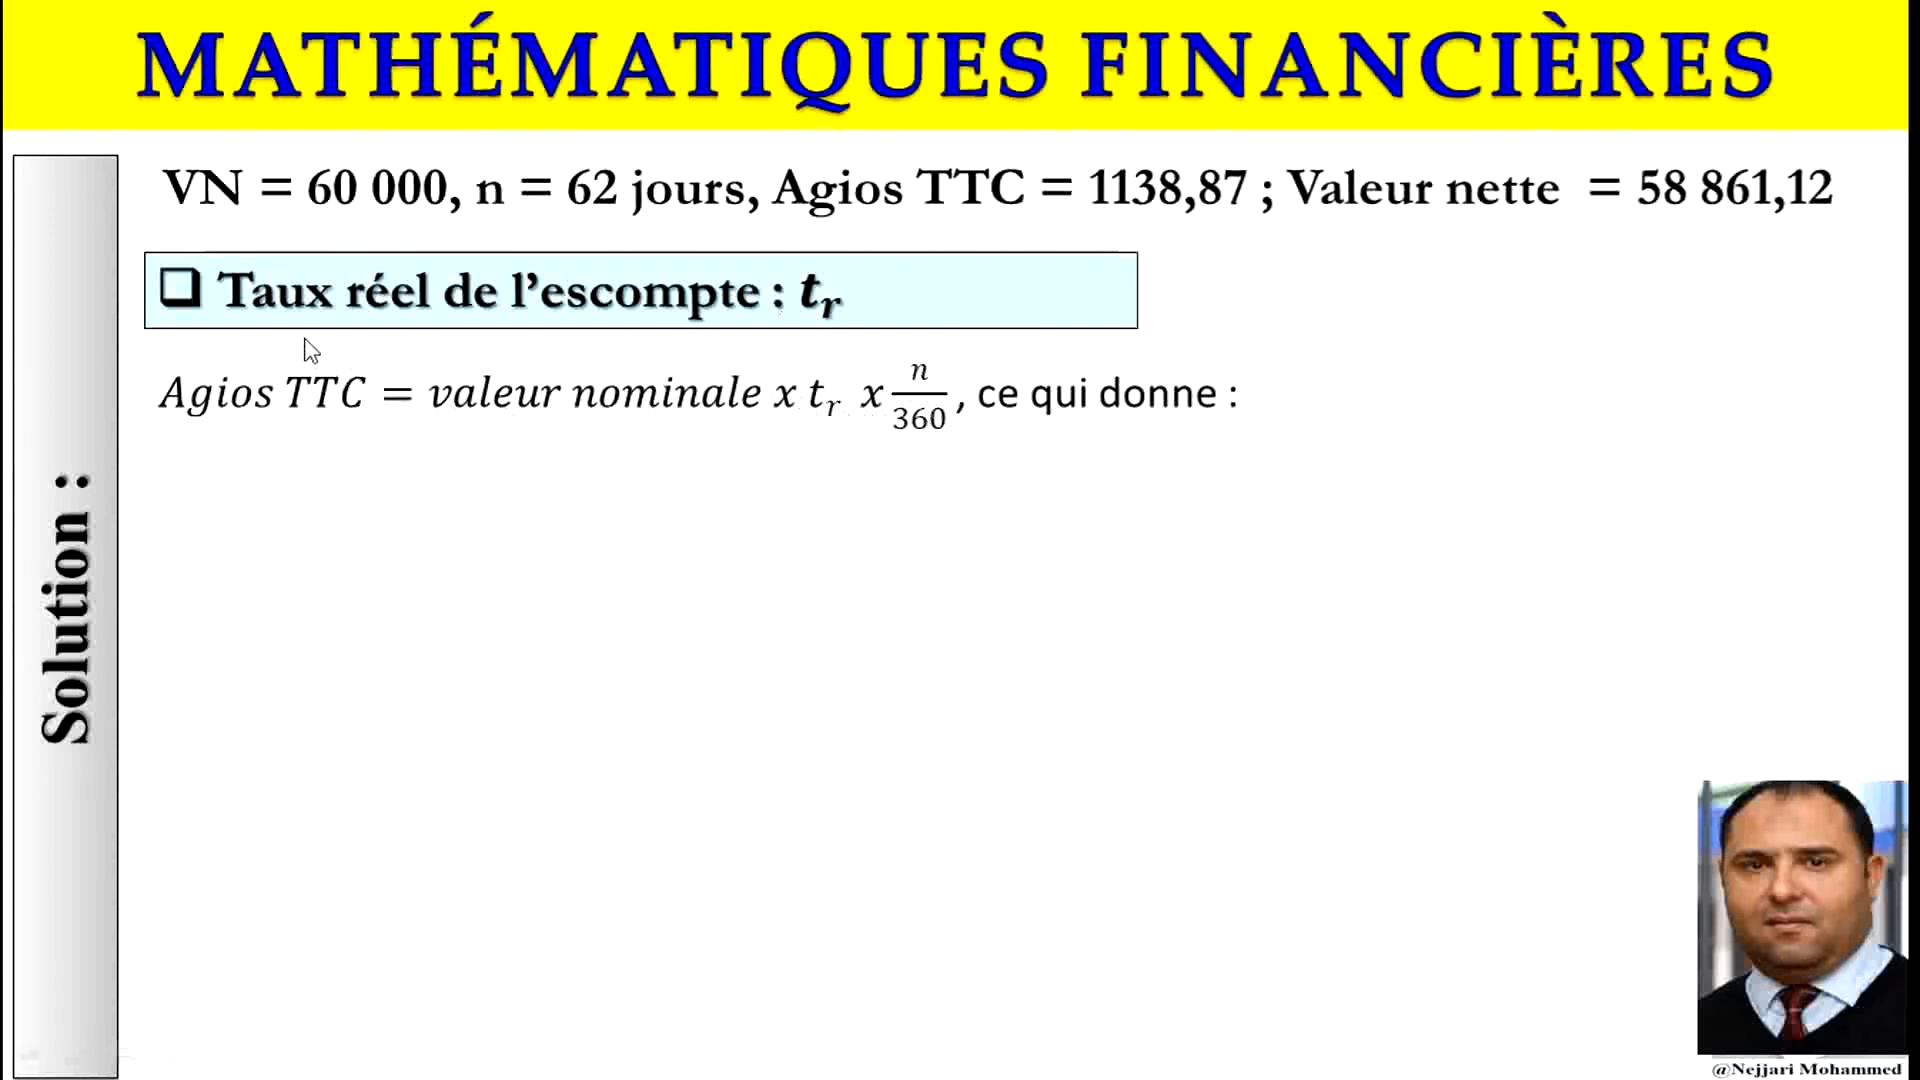 MATHÉMATIQUES FINANCIÈRES
VN = 60 000, n = 62 jours, Agios TTC = 1138,87 ; Valeur nette = 58 861,12
❑ Taux réel de l’escompte : tᵣ
Agios TTC = valeur nominale x tᵣ x n/360 , ce qui donne :
Solution :
@Nejjari Mohammed